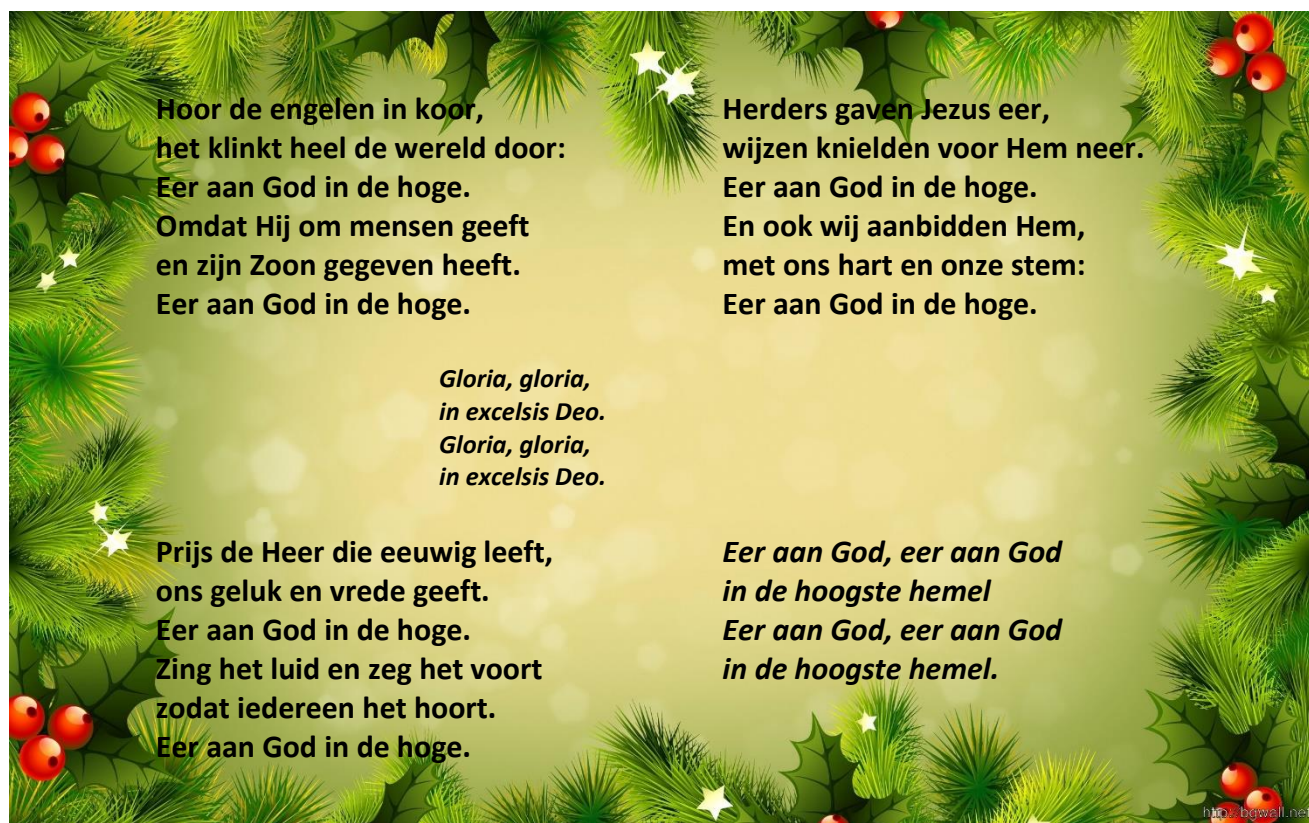 Hoor de engelen in koor,
het klinkt heel de wereld door:
Eer aan God in de hoge.
Omdat Hij om mensen geeft
en zijn Zoon gegeven heeft.
Eer aan God in de hoge.
Herders gaven Jezus eer,
wijzen knielden voor Hem neer.
Eer aan God in de hoge.
En ook wij aanbidden Hem,
met ons hart en onze stem:
Eer aan God in de hoge.
Gloria, gloria,
in excelsis Deo.
Gloria, gloria,
in excelsis Deo.
Prijs de Heer die eeuwig leeft,
ons geluk en vrede geeft.
Eer aan God in de hoge.
Zing het luid en zeg het voort
zodat iedereen het hoort.
Eer aan God in de hoge.
Eer aan God, eer aan God
in de hoogste hemel
Eer aan God, eer aan God
in de hoogste hemel.
http://bgwall.net